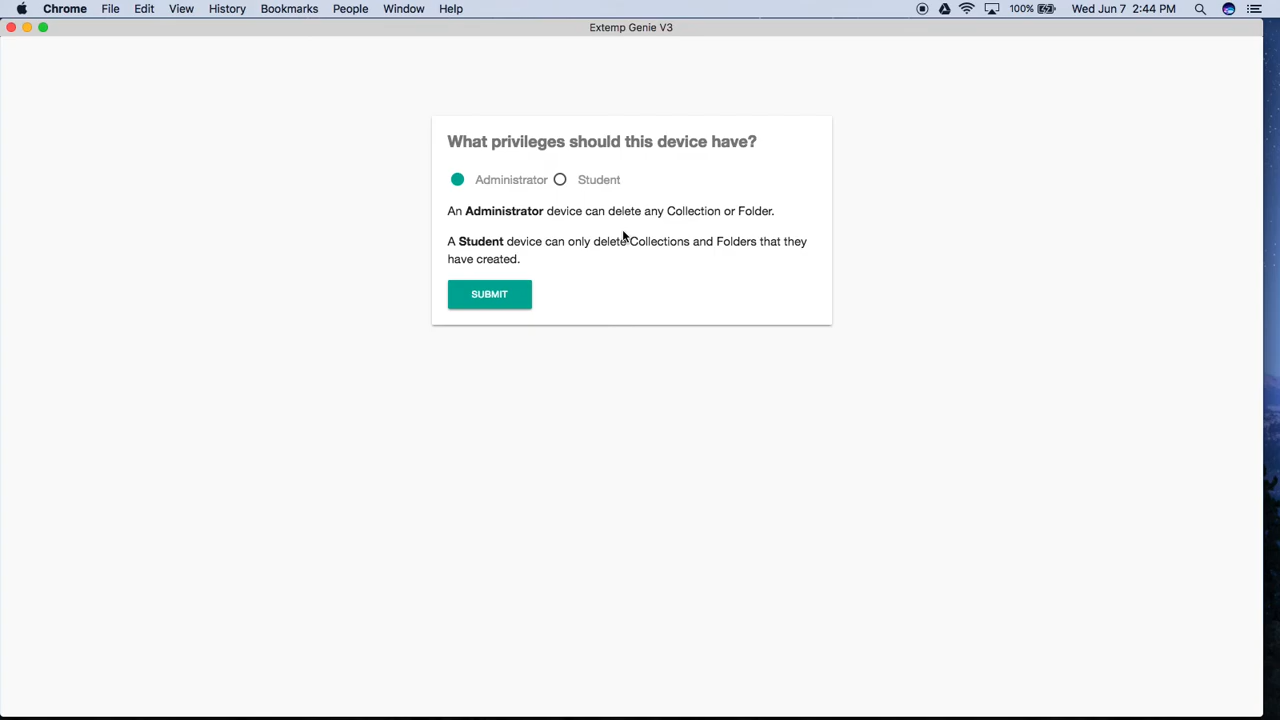 Chrome File Edit View History Bookmarks People Window Help 100% Wed Jun 7 2:44 PM
Extemp Genie V3
What privileges should this device have?
Administrator Student
An Administrator device can delete any Collection or Folder.
A Student device can only delete Collections and Folders that they
have created.
SUBMIT